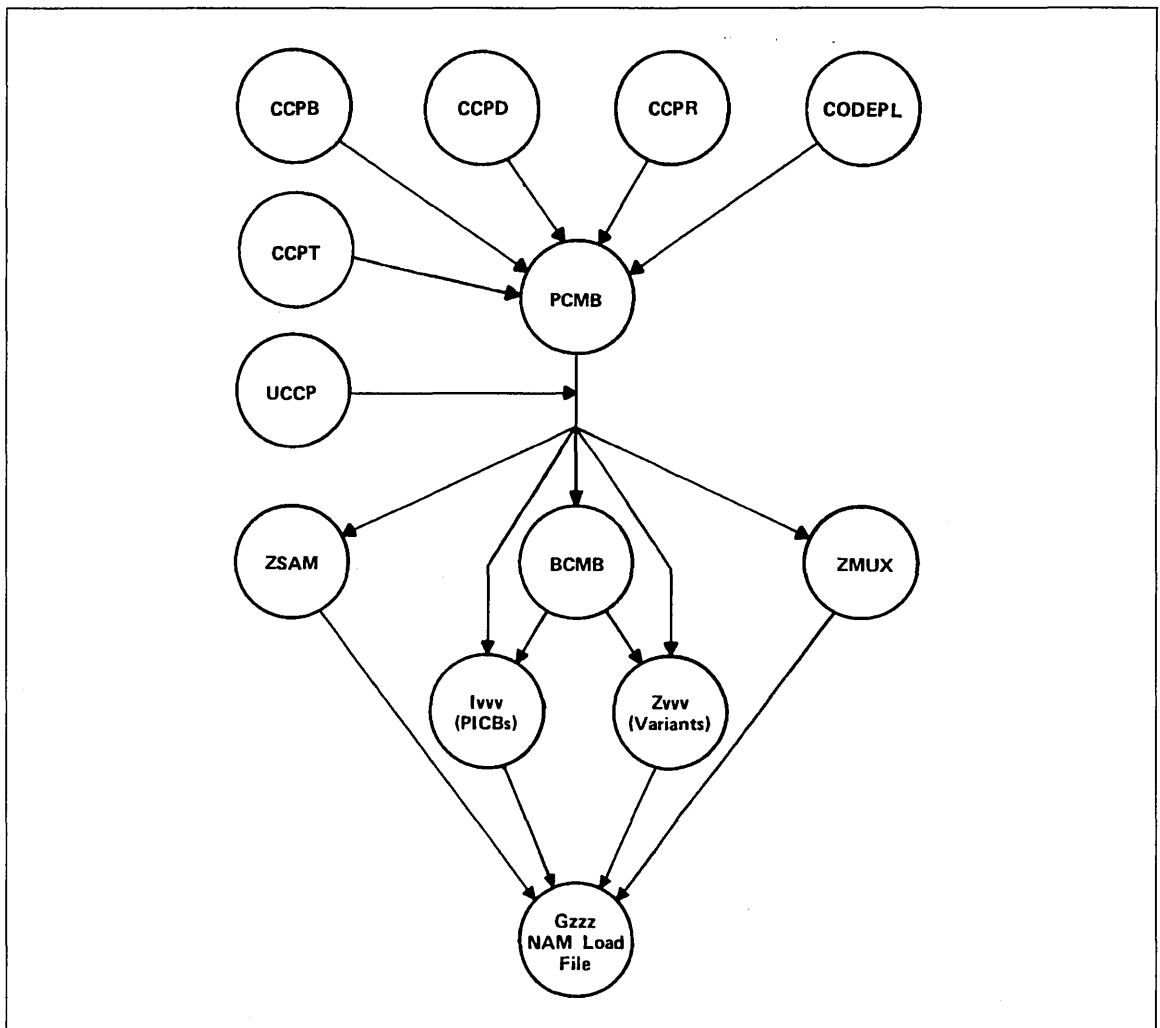 CCPB
CCPD
CCPR
CODEPL
CCPT
PCMB
UCCP
ZSAM
BCMB
ZMUX
Ivvv
(PICBs)
Zvvv
(Variants)
Gzzz
NAM Load
File